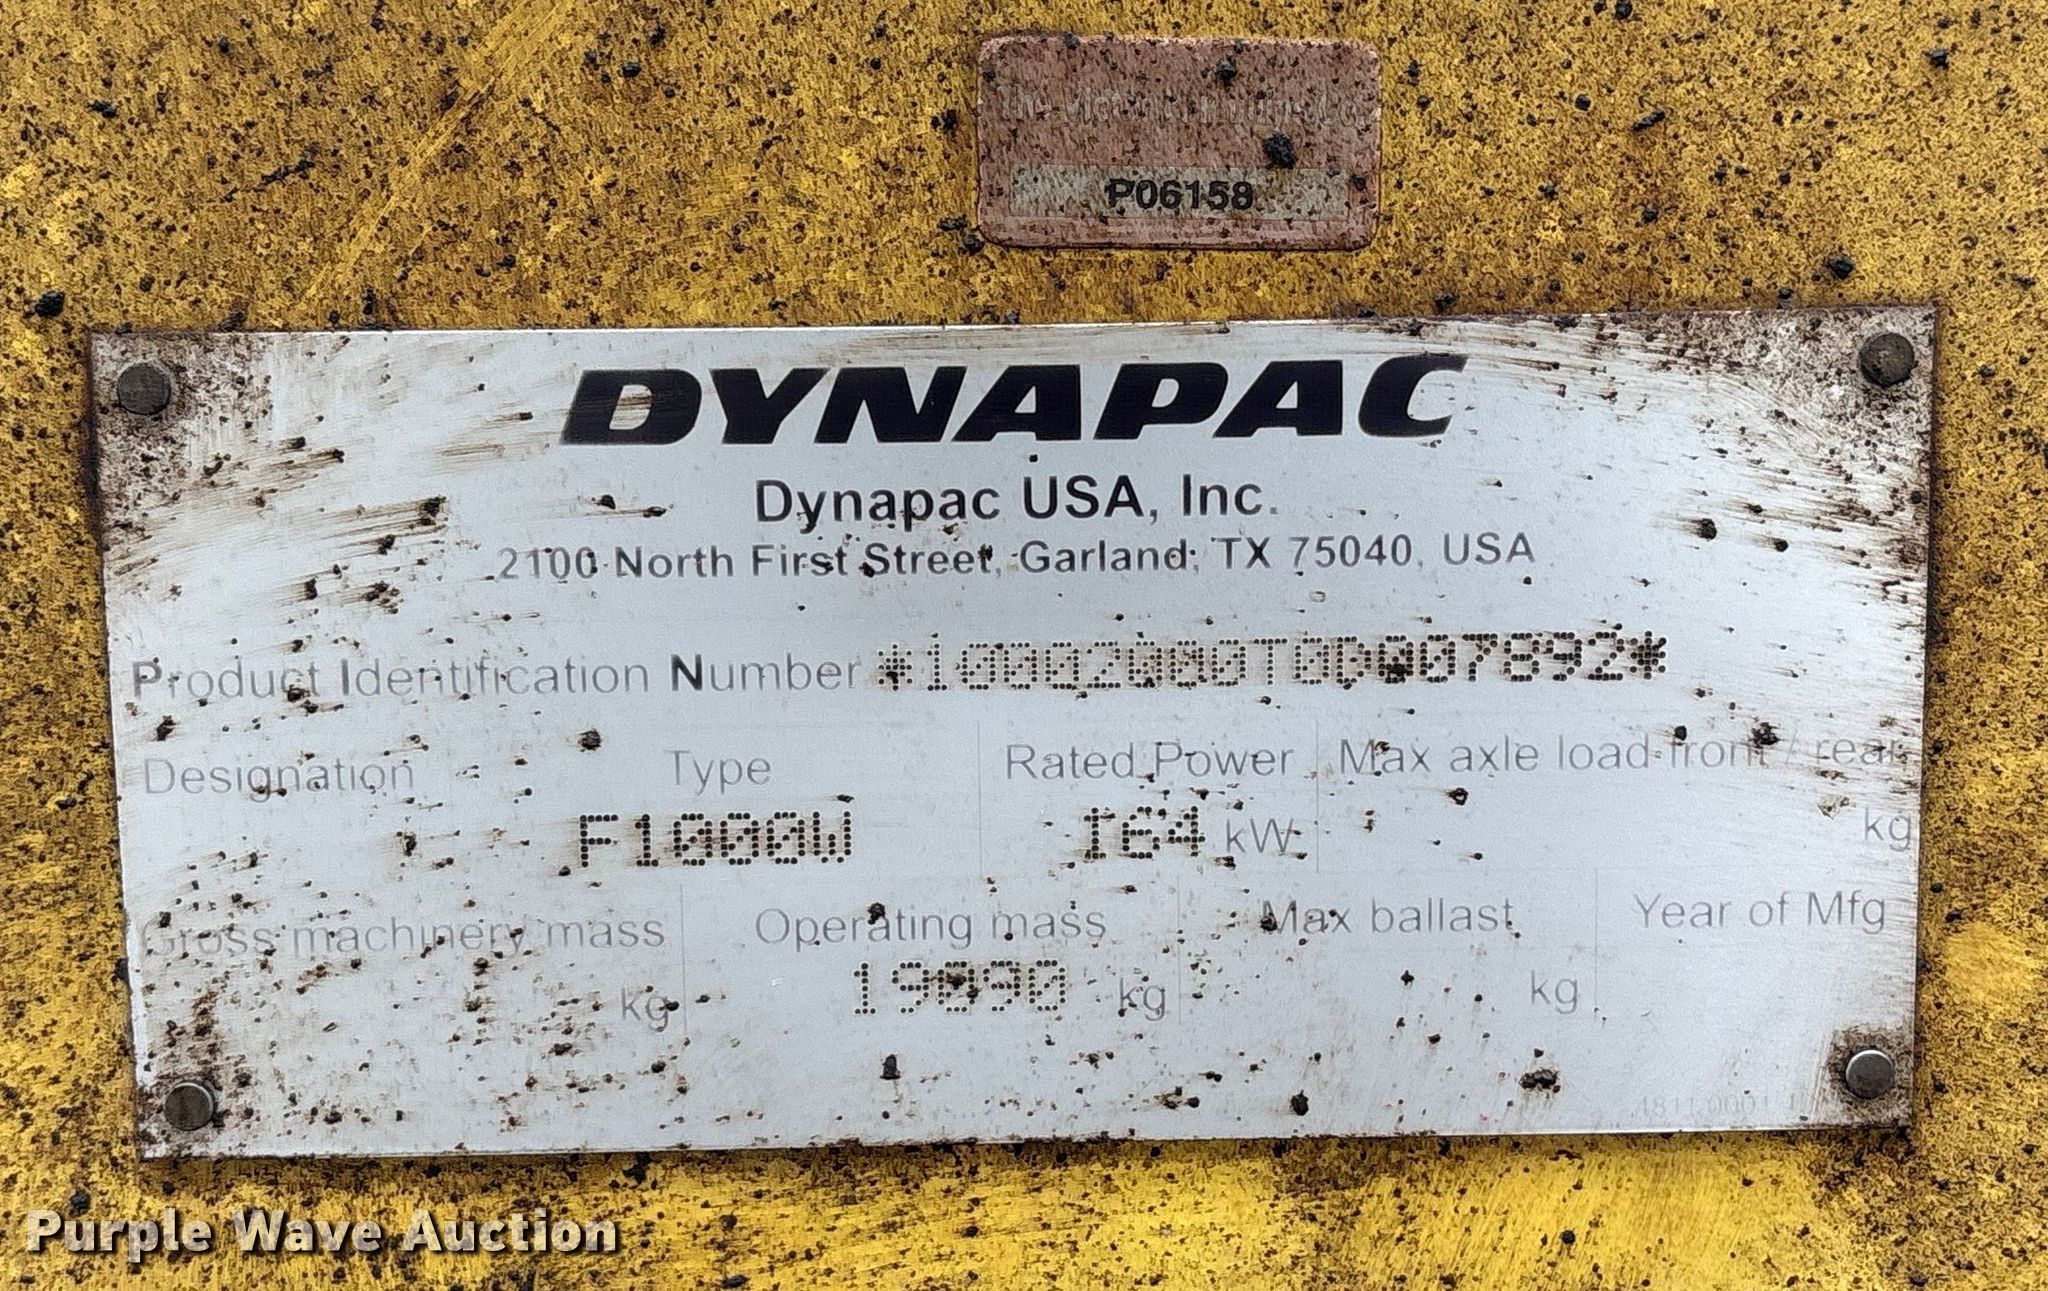 P06158
DYNAPAC
Dynapac USA, Inc.
2100 North First Street, Garland, TX 75040, USA
Product Identification Number *10002080T0B007892*
Designation Type Rated Power Max axle load front / rear
F1000W 164 kW kg
Gross machinery mass Operating mass Max ballast Year of Mfg
kg 19090 kg kg
Purple Wave Auction